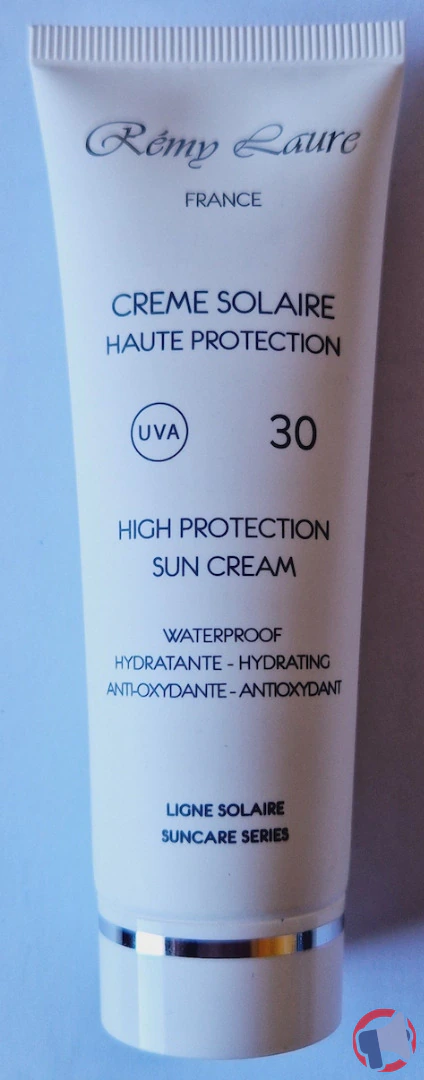 Rémy Laure
FRANCE
CREME SOLAIRE
HAUTE PROTECTION
UVA 30
HIGH PROTECTION
SUN CREAM
WATERPROOF
HYDRATANTE - HYDRATING
ANTI-OXYDANTE - ANTIOXYDANT
LIGNE SOLAIRE
SUNCARE SERIES